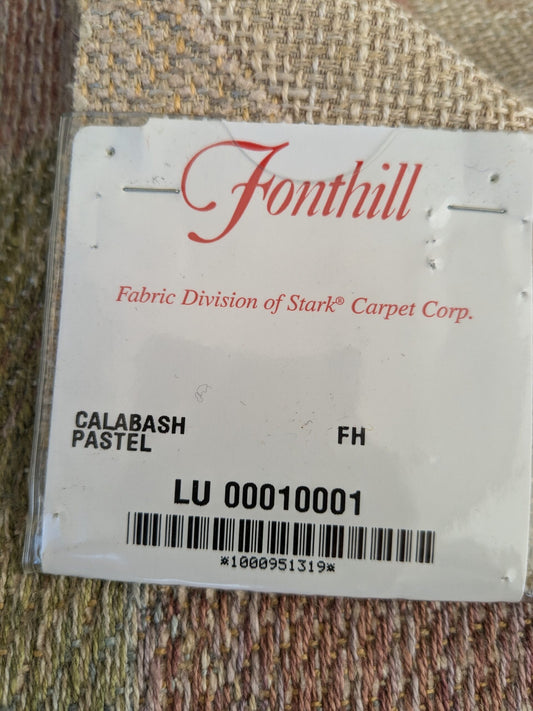 Fonthill
Fabric Division of Stark® Carpet Corp.
CALABASH
PASTEL FH
LU 00010001
*1000951319*